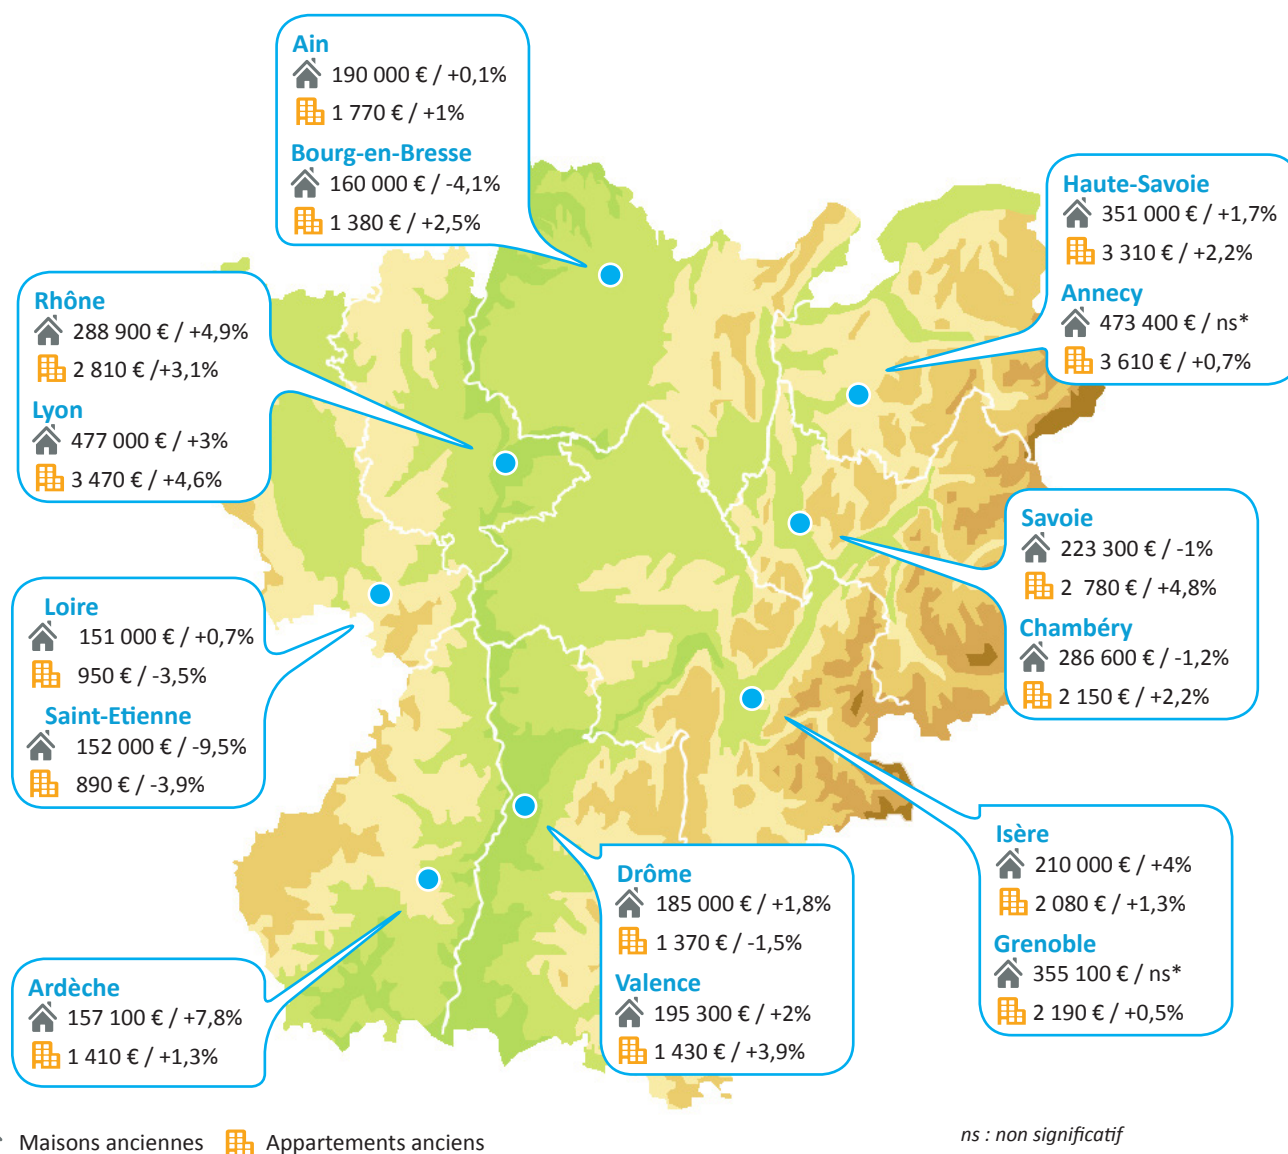 Ain
190 000 € / +0,1%
1 770 € / +1%
Bourg-en-Bresse
160 000 € / -4,1%
1 380 € / +2,5%
Haute-Savoie
351 000 € / +1,7%
3 310 € / +2,2%
Annecy
473 400 € / ns*
3 610 € / +0,7%
Rhône
288 900 € / +4,9%
2 810 € /+3,1%
Lyon
477 000 € / +3%
3 470 € / +4,6%
Savoie
223 300 € / -1%
2 780 € / +4,8%
Chambéry
286 600 € / -1,2%
2 150 € / +2,2%
Loire
151 000 € / +0,7%
950 € / -3,5%
Saint-Etienne
152 000 € / -9,5%
890 € / -3,9%
Isère
210 000 € / +4%
2 080 € / +1,3%
Grenoble
355 100 € / ns*
2 190 € / +0,5%
Drôme
185 000 € / +1,8%
1 370 € / -1,5%
Valence
195 300 € / +2%
1 430 € / +3,9%
Ardèche
157 100 € / +7,8%
1 410 € / +1,3%
Maisons anciennes Appartements anciens
ns : non significatif